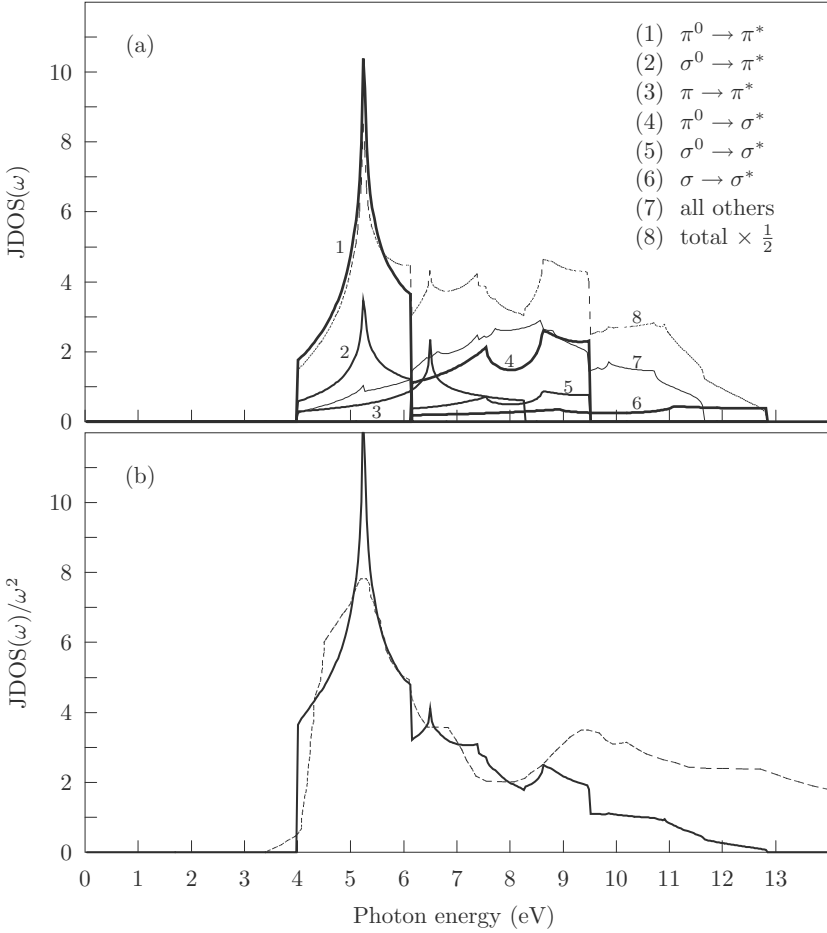 (a)
(1) π⁰ → π*
(2) σ⁰ → π*
(3) π → π*
(4) π⁰ → σ*
(5) σ⁰ → σ*
(6) σ → σ*
(7) all others
(8) total × ½
JDOS(ω)
10
8
6
4
2
0
1
2
3
4
5
6
7
8
(b)
JDOS(ω)/ω²
10
8
6
4
2
0
0 1 2 3 4 5 6 7 8 9 10 11 12 13
Photon energy (eV)